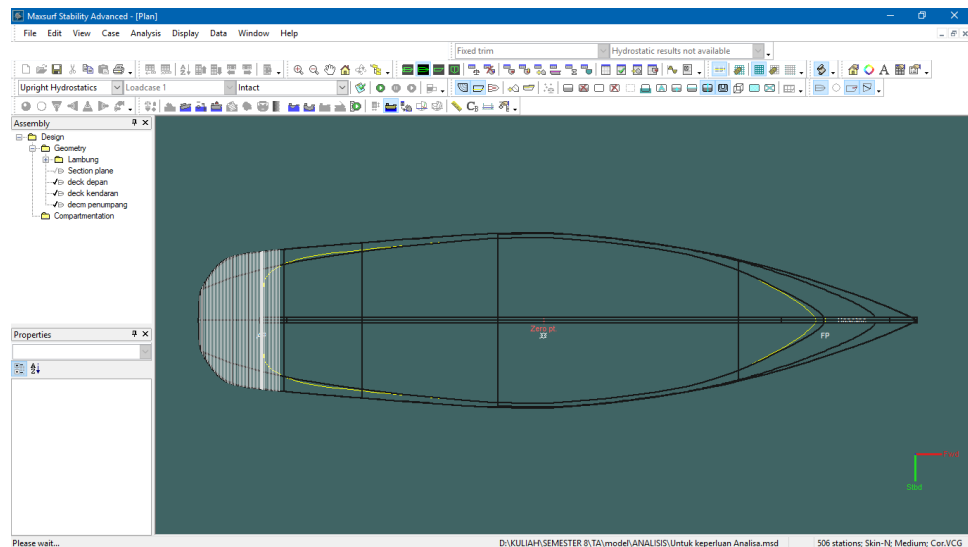 Maxsurf Stability Advanced - [Plan]
File Edit View Case Analysis Display Data Window Help
Fixed trim
Hydrostatic results not available
Upright Hydrostatics
Loadcase 1
Intact
Assembly
Design
Geometry
Lambung
Section plane
deck depan
deck kendaran
decm penumpang
Compartmentation
Properties
Zero pt.
FP
Stbd
Please wait...
D:\KULIAH\SEMESTER 8\TA\model\ANALISIS\Untuk keperluan Analisa.msd
506 stations; Skin-N; Medium; Cor.VCG